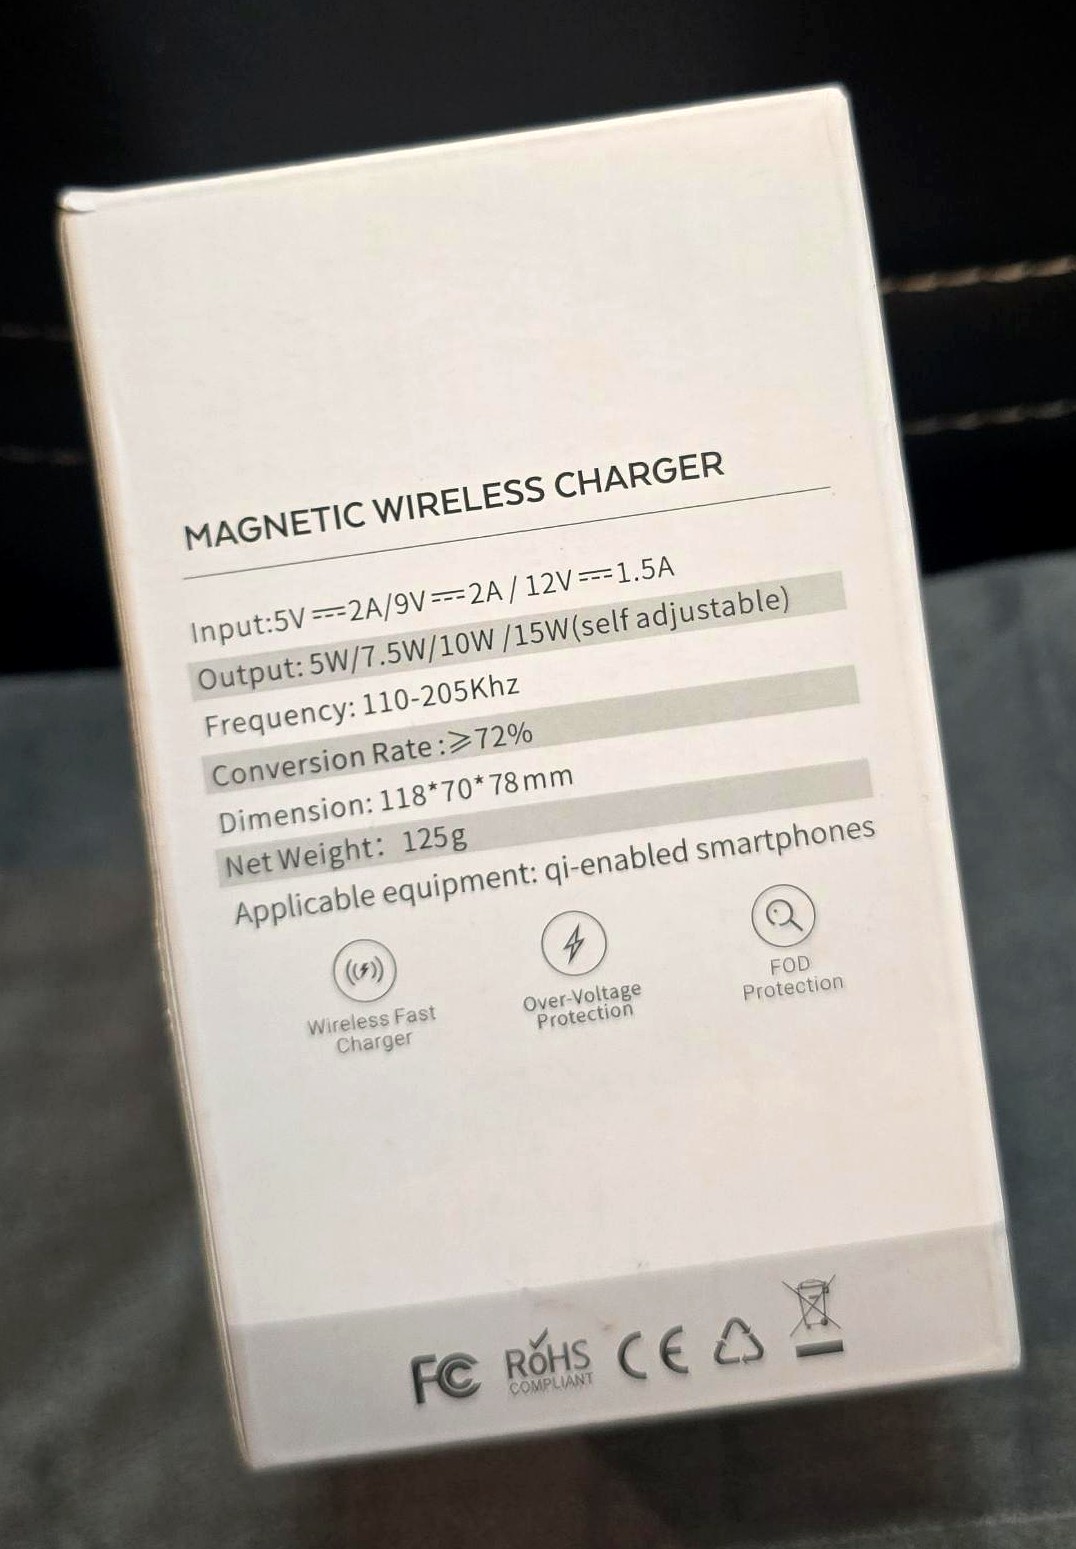 MAGNETIC WIRELESS CHARGER
Input:5V⎓2A/9V⎓2A / 12V⎓1.5A
Output: 5W/7.5W/10W /15W(self adjustable)
Frequency: 110-205Khz
Conversion Rate :⩾72%
Dimension: 118*70*78mm
Net Weight： 125g
Applicable equipment: qi-enabled smartphones
Wireless Fast
Charger
Over-Voltage
Protection
FOD
Protection
FC
RoHS
COMPLIANT
CE